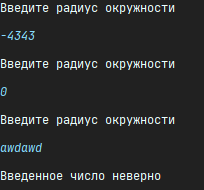 Введите радиус окружности
-4343
Введите радиус окружности
0
Введите радиус окружности
awdawd
Введенное число неверно